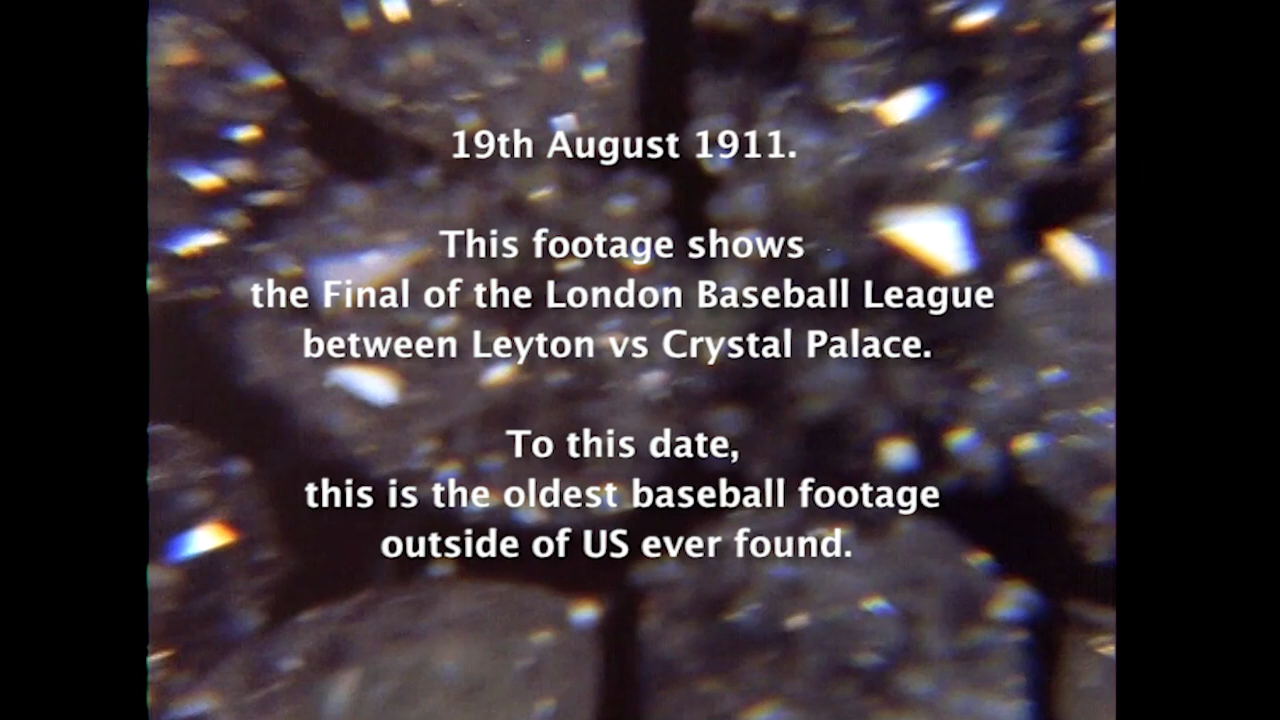 19th August 1911.
This footage shows
the Final of the London Baseball League
between Leyton vs Crystal Palace.
To this date,
this is the oldest baseball footage
outside of US ever found.